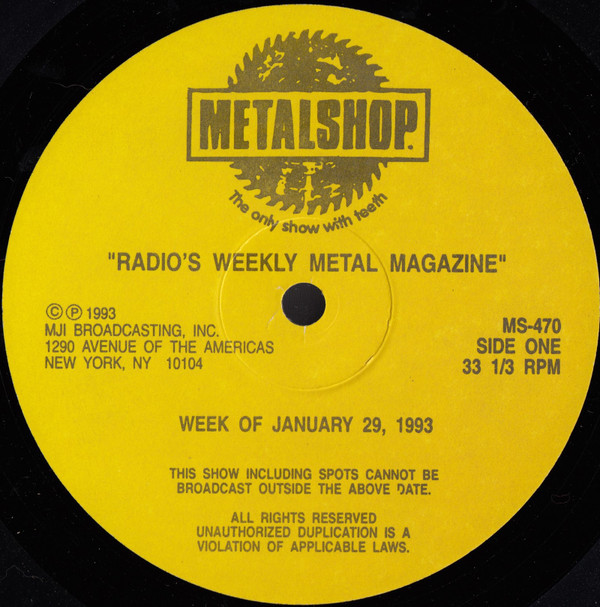 METALSHOP.
The only show with teeth
"RADIO'S WEEKLY METAL MAGAZINE"
© ℗ 1993
MJI BROADCASTING, INC.
1290 AVENUE OF THE AMERICAS
NEW YORK, NY 10104
MS-470
SIDE ONE
33 1/3 RPM
WEEK OF JANUARY 29, 1993
THIS SHOW INCLUDING SPOTS CANNOT BE
BROADCAST OUTSIDE THE ABOVE DATE.
ALL RIGHTS RESERVED
UNAUTHORIZED DUPLICATION IS A
VIOLATION OF APPLICABLE LAWS.